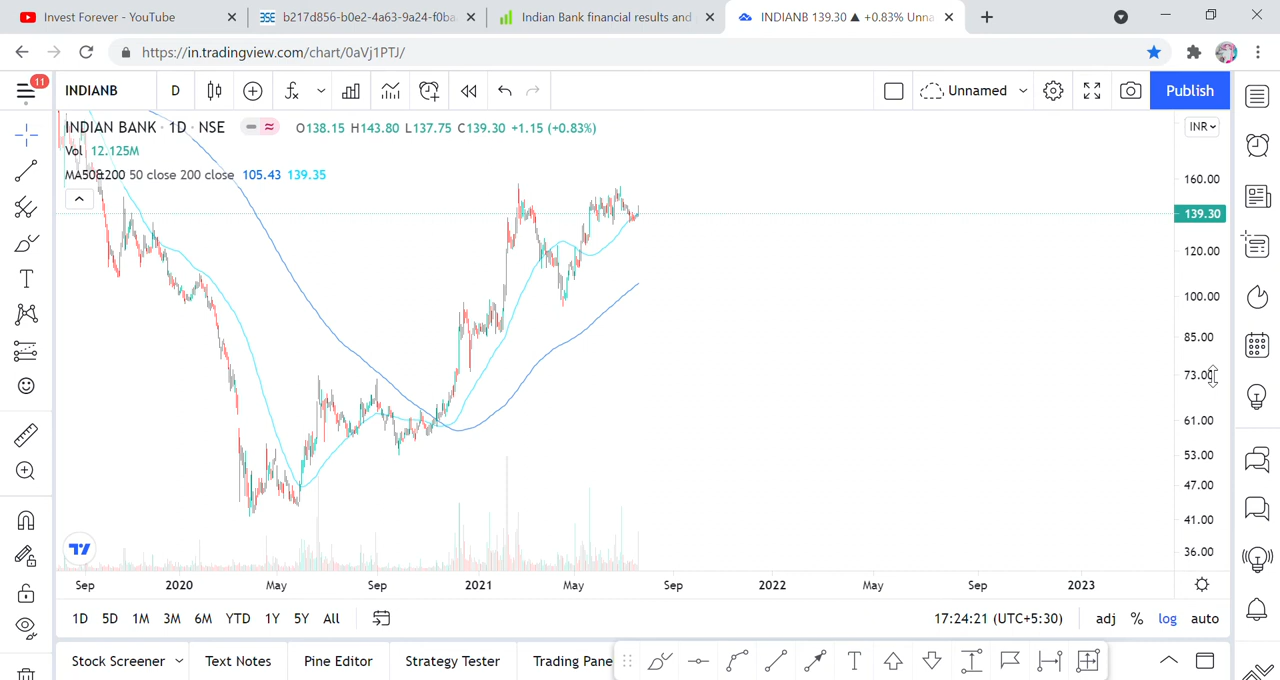 Invest Forever - YouTube
b217d856-b0e2-4a63-9a24-f0ba
Indian Bank financial results and
INDIANB 139.30 ▲ +0.83% Unna
https://in.tradingview.com/chart/0aVj1PTJ/
11
INDIANB
D
Unnamed
Publish
INDIAN BANK · 1D · NSE
O138.15 H143.80 L137.75 C139.30 +1.15 (+0.83%)
INR
Vol 12.125M
MA50&200 50 close 200 close 105.43 139.35
160.00
139.30
120.00
100.00
85.00
73.00
61.00
53.00
47.00
41.00
36.00
Sep 2020 May Sep 2021 May Sep 2022 May Sep 2023
1D 5D 1M 3M 6M YTD 1Y 5Y All
17:24:21 (UTC+5:30) adj % log auto
Stock Screener Text Notes Pine Editor Strategy Tester Trading Pane